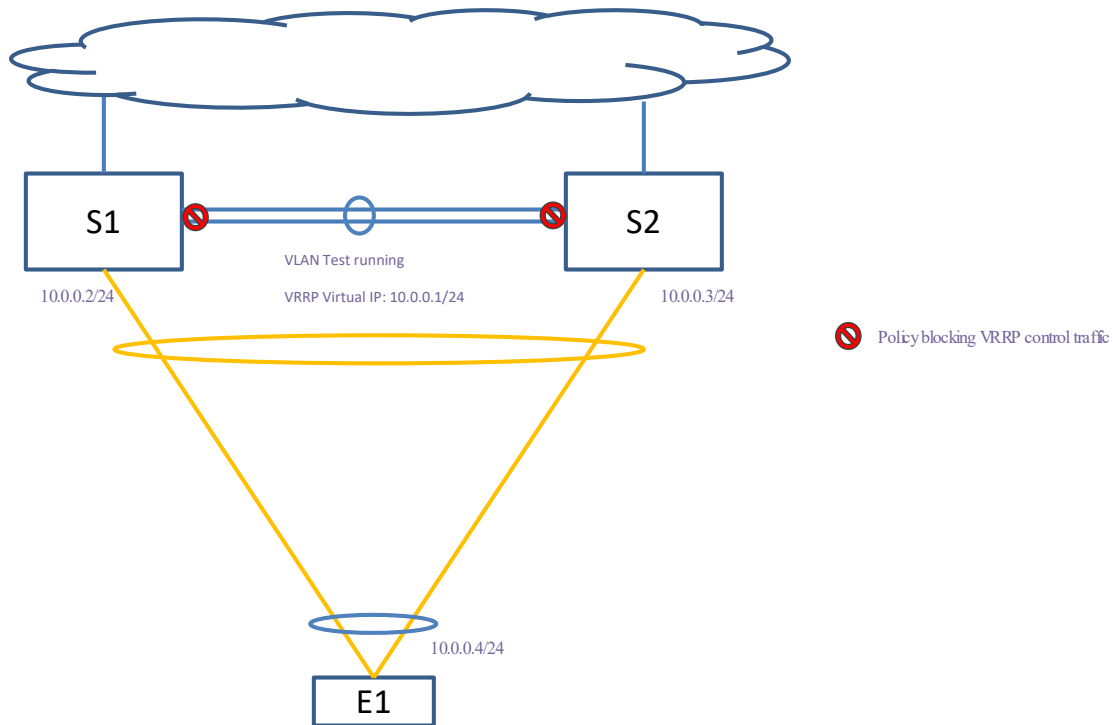 S1
S2
VLAN Test running
10.0.0.2/24
VRRP Virtual IP: 10.0.0.1/24
10.0.0.3/24
Policy blocking VRRP control traffic
10.0.0.4/24
E1